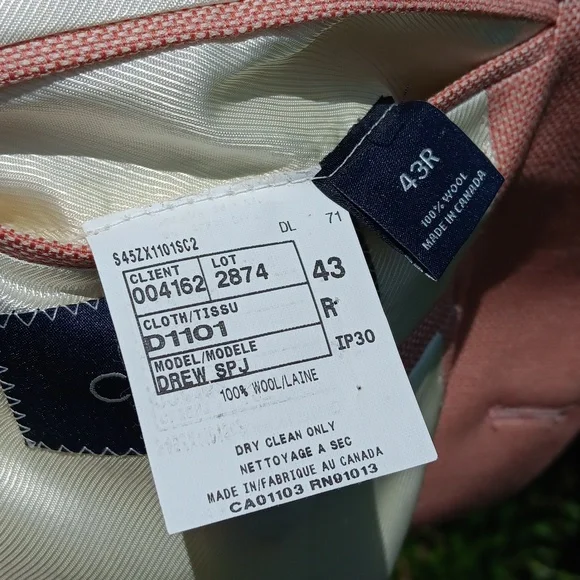 43R
100% WOOL
MADE IN CANADA
S45ZX1101SC2 DL 71
CLIENT LOT
004162 2874 43
CLOTH/TISSU
D1101 R
MODEL/MODELE
DREW SPJ IP30
100% WOOL/LAINE
DRY CLEAN ONLY
NETTOYAGE A SEC
MADE IN/FABRIQUE AU CANADA
CA01103 RN91013